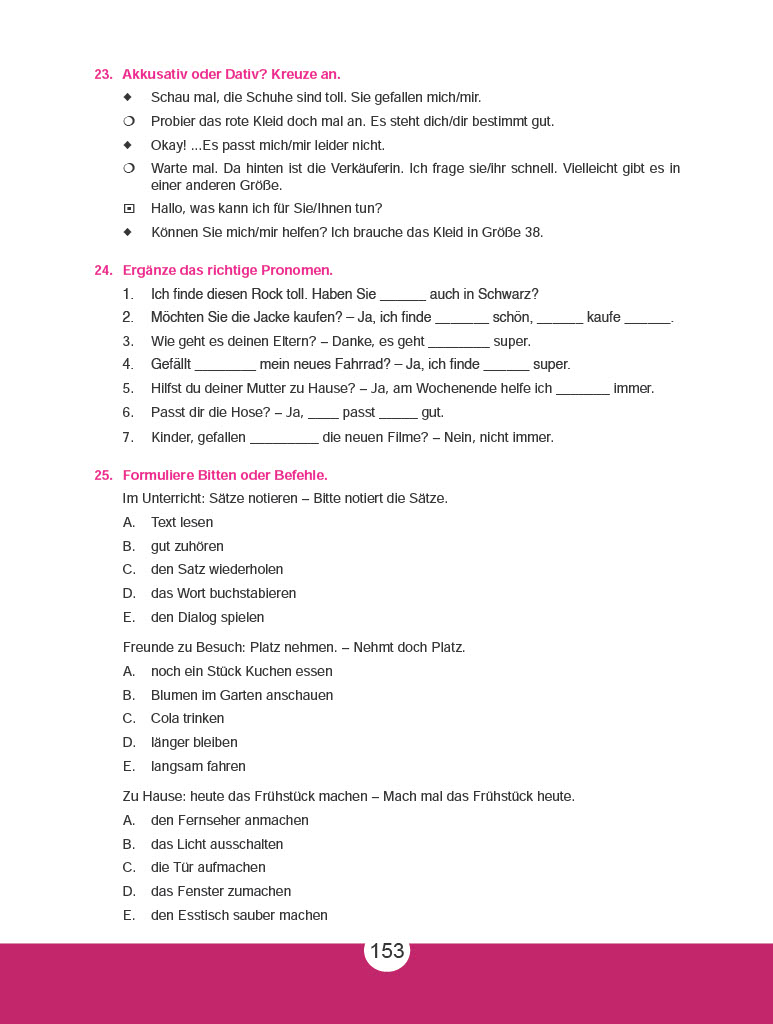 23. Akkusativ oder Dativ? Kreuze an.
◆ Schau mal, die Schuhe sind toll. Sie gefallen mich/mir.
❍ Probier das rote Kleid doch mal an. Es steht dich/dir bestimmt gut.
◆ Okay! ...Es passt mich/mir leider nicht.
❍ Warte mal. Da hinten ist die Verkäuferin. Ich frage sie/ihr schnell. Vielleicht gibt es in
einer anderen Größe.
▣ Hallo, was kann ich für Sie/Ihnen tun?
◆ Können Sie mich/mir helfen? Ich brauche das Kleid in Größe 38.
24. Ergänze das richtige Pronomen.
1. Ich finde diesen Rock toll. Haben Sie ______ auch in Schwarz?
2. Möchten Sie die Jacke kaufen? – Ja, ich finde _______ schön, ______ kaufe ______.
3. Wie geht es deinen Eltern? – Danke, es geht ________ super.
4. Gefällt ________ mein neues Fahrrad? – Ja, ich finde ______ super.
5. Hilfst du deiner Mutter zu Hause? – Ja, am Wochenende helfe ich _______ immer.
6. Passt dir die Hose? – Ja, ____ passt _____ gut.
7. Kinder, gefallen _________ die neuen Filme? – Nein, nicht immer.
25. Formuliere Bitten oder Befehle.
Im Unterricht: Sätze notieren – Bitte notiert die Sätze.
A. Text lesen
B. gut zuhören
C. den Satz wiederholen
D. das Wort buchstabieren
E. den Dialog spielen
Freunde zu Besuch: Platz nehmen. – Nehmt doch Platz.
A. noch ein Stück Kuchen essen
B. Blumen im Garten anschauen
C. Cola trinken
D. länger bleiben
E. langsam fahren
Zu Hause: heute das Frühstück machen – Mach mal das Frühstück heute.
A. den Fernseher anmachen
B. das Licht ausschalten
C. die Tür aufmachen
D. das Fenster zumachen
E. den Esstisch sauber machen
153